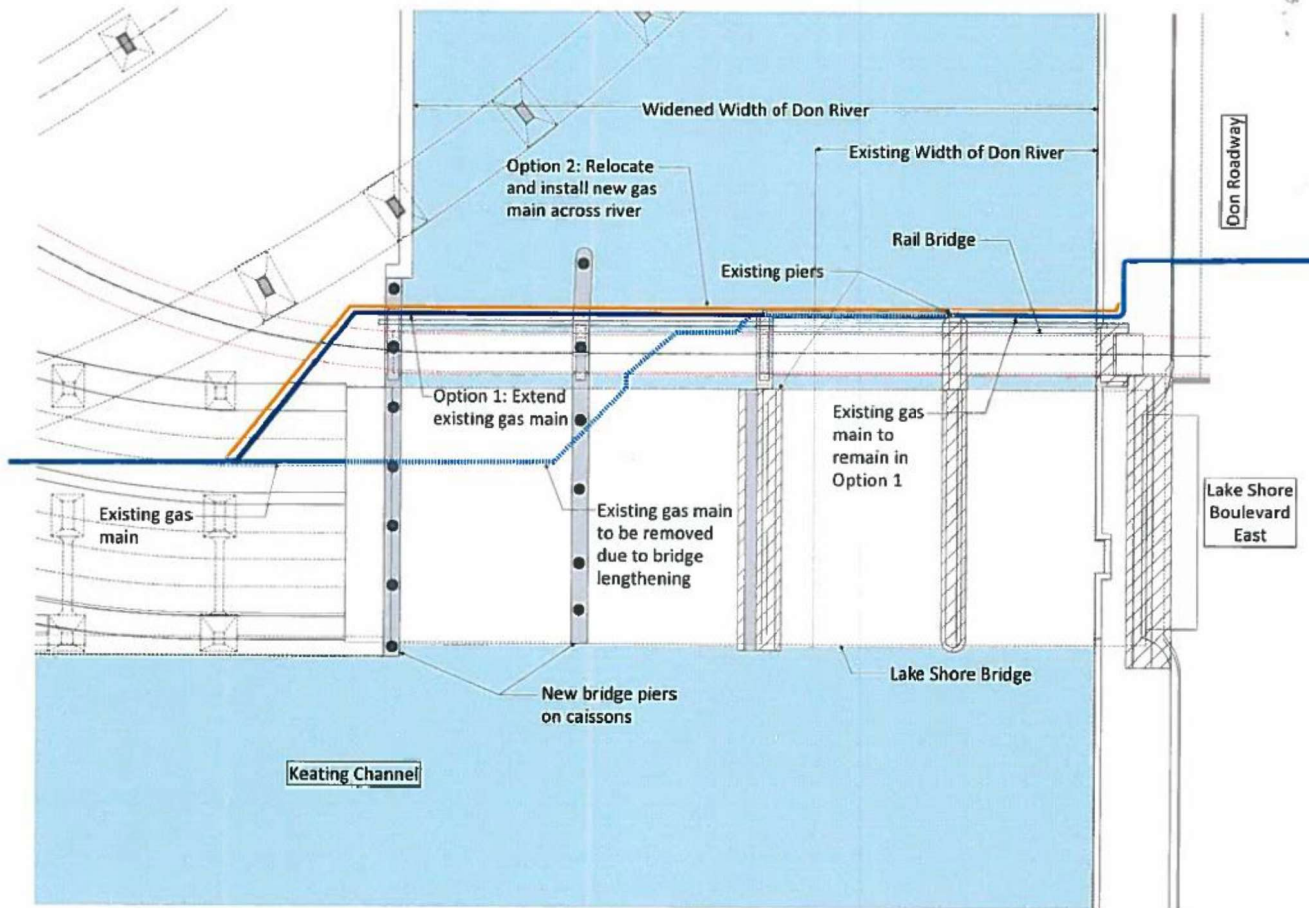 Widened Width of Don River
Existing Width of Don River
Don Roadway
Option 2: Relocate
and install new gas
main across river
Rail Bridge
Existing piers
Option 1: Extend
existing gas main
Existing gas
main to
remain in
Option 1
Existing gas
main
Existing gas main
to be removed
due to bridge
lengthening
Lake Shore
Boulevard
East
Lake Shore Bridge
New bridge piers
on caissons
Keating Channel